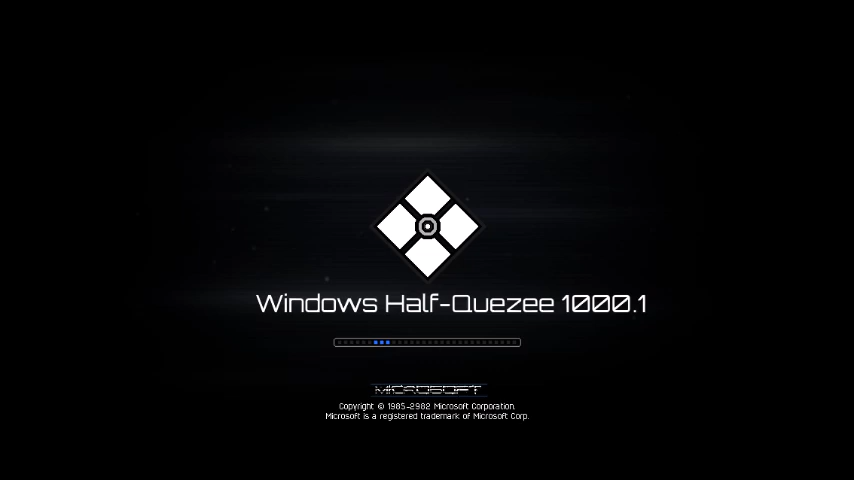 Windows Half-Quezee 1000.1
MICROSOFT
Copyright © 1985-2982 Microsoft Corporation.
Microsoft is a registered trademark of Microsoft Corp.